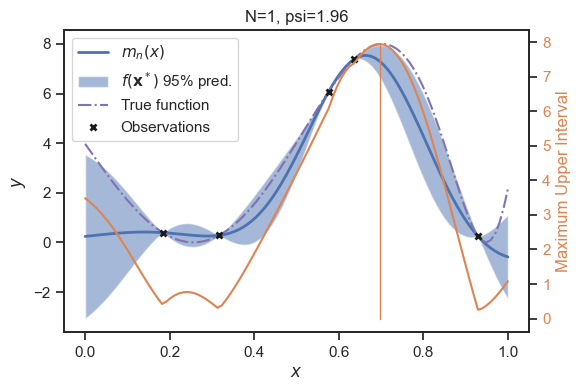 N=1, psi=1.96
m_n(x)
f(x*) 95% pred.
True function
Observations
8
6
4
2
0
−2
y
0.0 0.2 0.4 0.6 0.8 1.0
x
8
7
6
5
4
3
2
1
0
Maximum Upper Interval